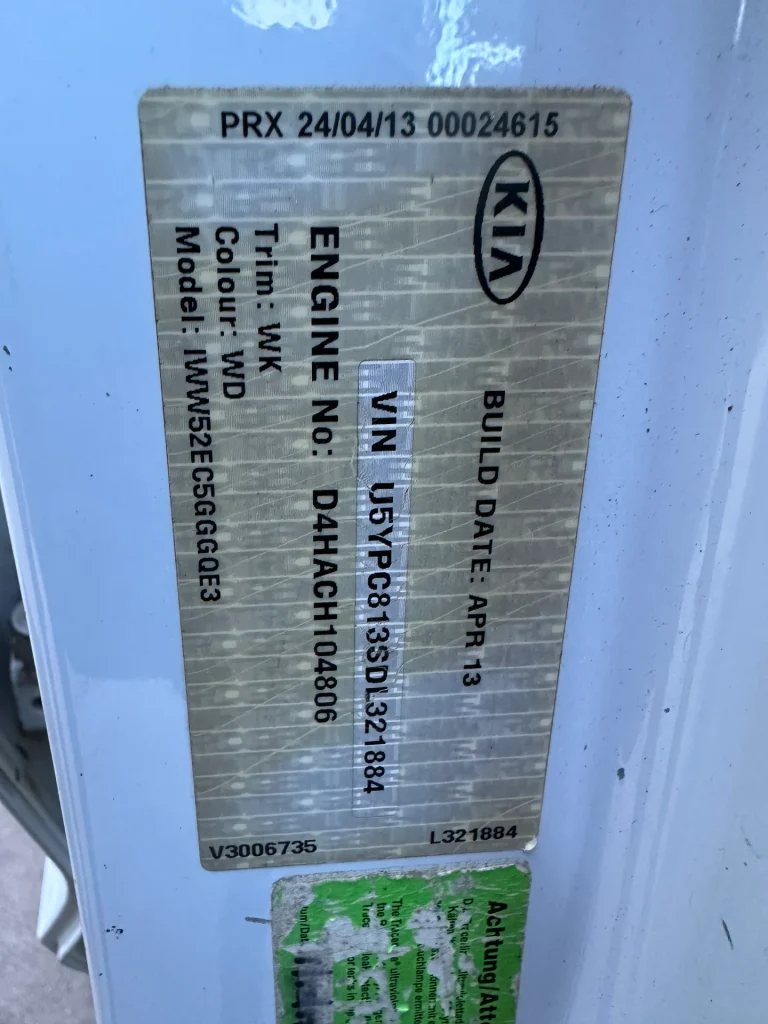 PRX 24/04/13 00024615
KIA
BUILD DATE: APR 13
VIN U5YPC813SDL321884
ENGINE No: D4HACH104806
Trim: WK
Colour: WD
Model: IWW52EC5GGGQE3
V3006735
L321884
Achtung/Atte